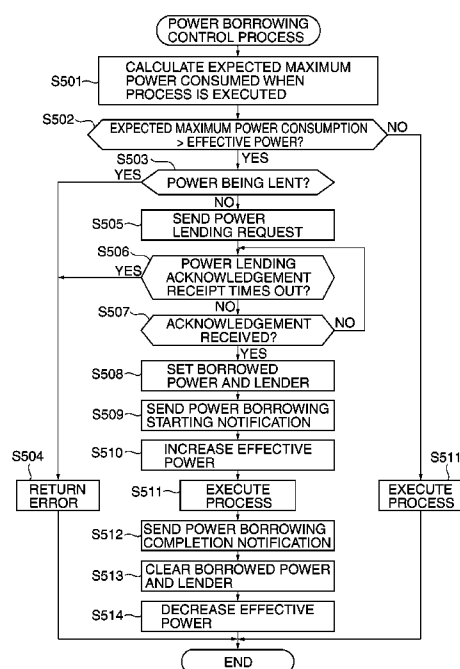 POWER BORROWING
CONTROL PROCESS
S501
CALCULATE EXPECTED MAXIMUM
POWER CONSUMED WHEN
PROCESS IS EXECUTED
S502
EXPECTED MAXIMUM POWER CONSUMPTION
> EFFECTIVE POWER?
NO
YES
S503
YES
POWER BEING LENT?
NO
S505
SEND POWER
LENDING REQUEST
S506
YES
POWER LENDING
ACKNOWLEDGEMENT
RECEIPT TIMES OUT?
NO
S507
ACKNOWLEDGEMENT
RECEIVED?
NO
YES
S508
SET BORROWED
POWER AND LENDER
S509
SEND POWER BORROWING
STARTING NOTIFICATION
S510
INCREASE EFFECTIVE
POWER
S504
RETURN
ERROR
S511
EXECUTE
PROCESS
S511
EXECUTE
PROCESS
S512
SEND POWER BORROWING
COMPLETION NOTIFICATION
S513
CLEAR BORROWED POWER
AND LENDER
S514
DECREASE EFFECTIVE
POWER
END